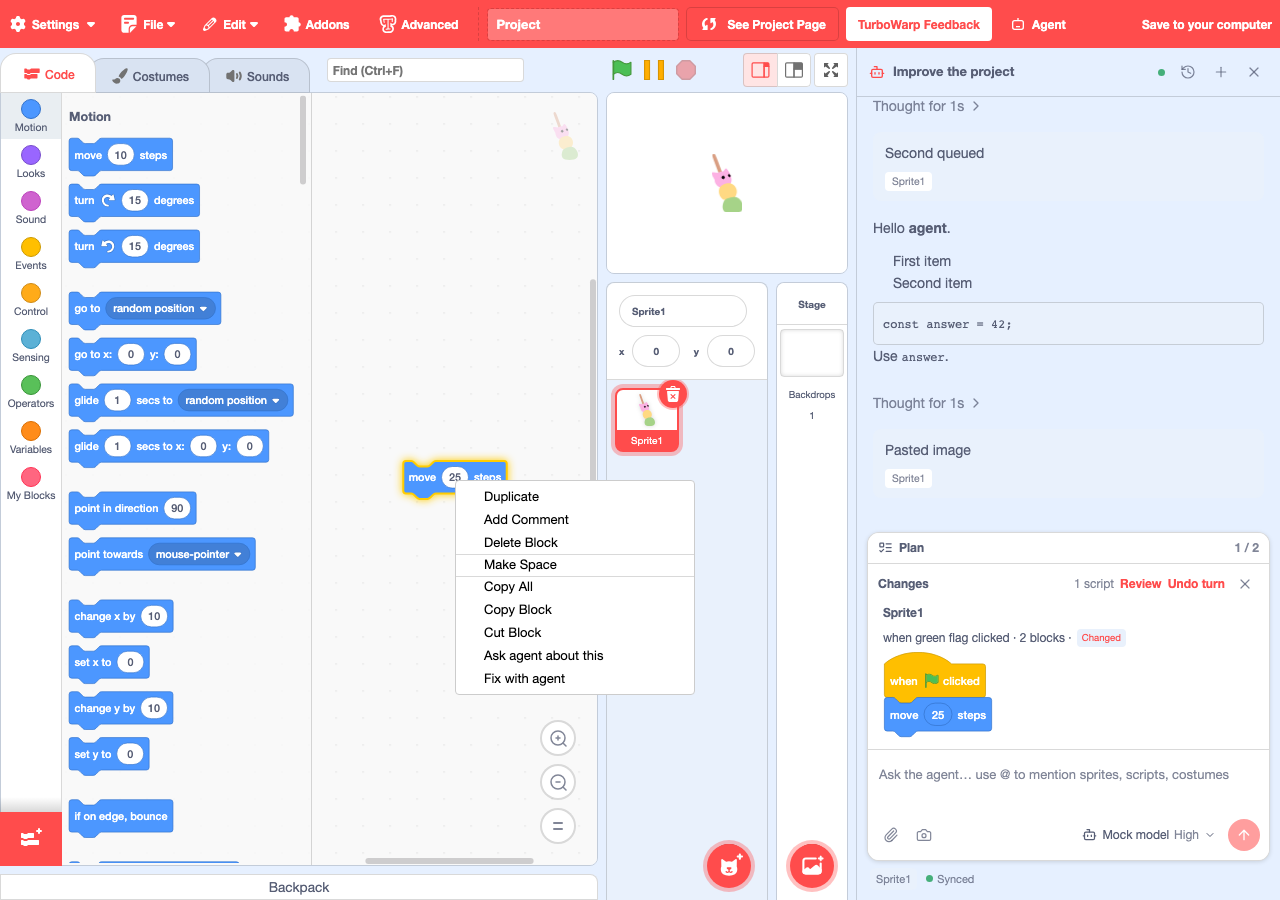 Settings
File
Edit
Addons
Advanced
Project
See Project Page
TurboWarp Feedback
Agent
Save to your computer
Code
Costumes
Sounds
Find (Ctrl+F)
Improve the project
Motion
Looks
Sound
Events
Control
Sensing
Operators
Variables
My Blocks
Motion
move 10 steps
turn 15 degrees
turn 15 degrees
go to random position
go to x: 0 y: 0
glide 1 secs to random position
glide 1 secs to x: 0 y: 0
point in direction 90
point towards mouse-pointer
change x by 10
set x to 0
change y by 10
set y to 0
if on edge, bounce
move 25 steps
Duplicate
Add Comment
Delete Block
Make Space
Copy All
Copy Block
Cut Block
Ask agent about this
Fix with agent
Backpack
Sprite1
x 0 y 0
Sprite1
Stage
Backdrops
1
Thought for 1s
Second queued
Sprite1
Hello agent.
First item
Second item
const answer = 42;
Use answer.
Thought for 1s
Pasted image
Sprite1
Plan 1 / 2
Changes 1 script Review Undo turn
Sprite1
when green flag clicked · 2 blocks · Changed
when clicked
move 25 steps
Ask the agent… use @ to mention sprites, scripts, costumes
Mock model High
Sprite1 Synced